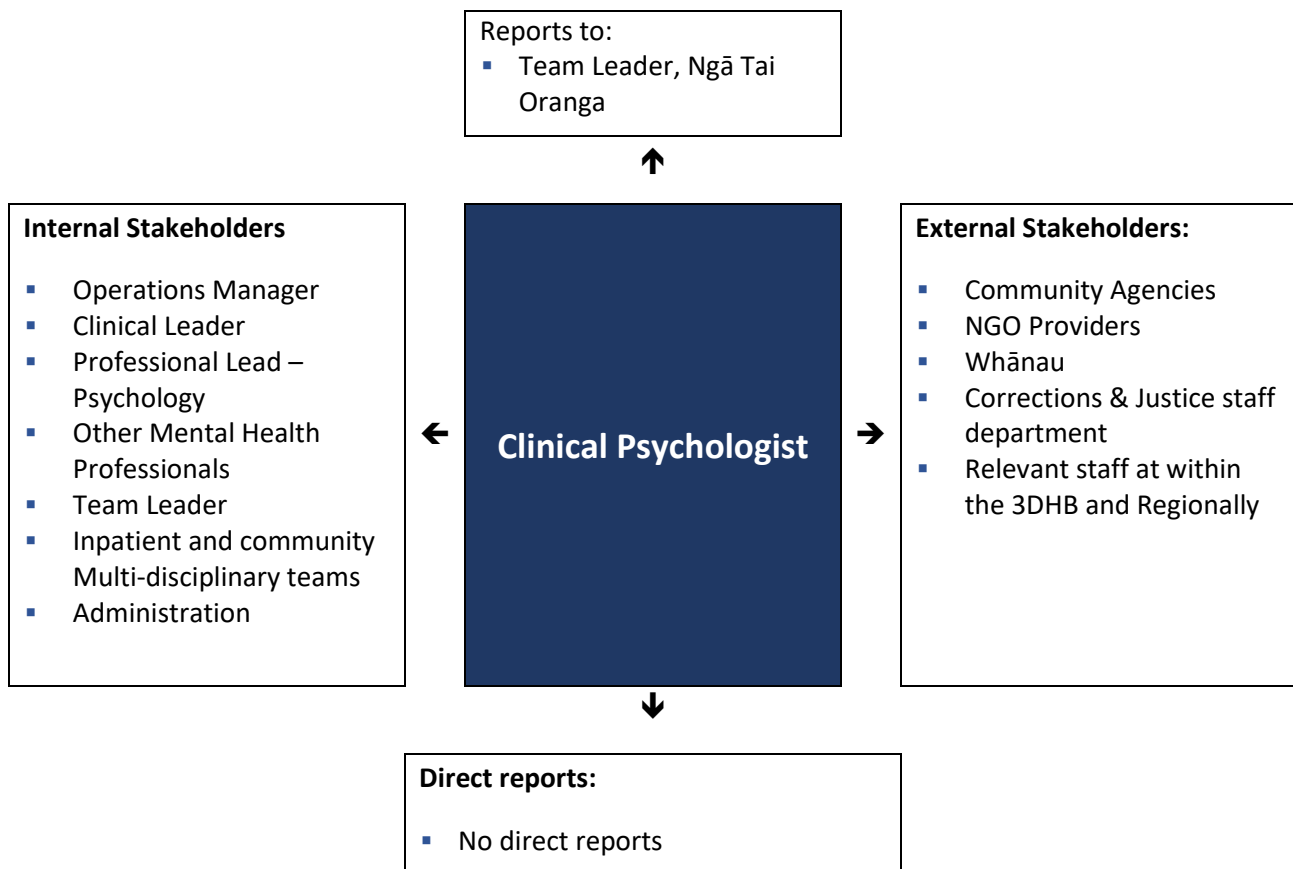 Reports to:
▪ Team Leader, Ngā Tai
Oranga
🡹
Internal Stakeholders
▪ Operations Manager
▪ Clinical Leader
▪ Professional Lead –
Psychology
▪ Other Mental Health
Professionals
▪ Team Leader
▪ Inpatient and community
Multi-disciplinary teams
▪ Administration
🡸
Clinical Psychologist
🡺
External Stakeholders:
▪ Community Agencies
▪ NGO Providers
▪ Whānau
▪ Corrections & Justice staff
department
▪ Relevant staff at within
the 3DHB and Regionally
🡻
Direct reports:
▪ No direct reports